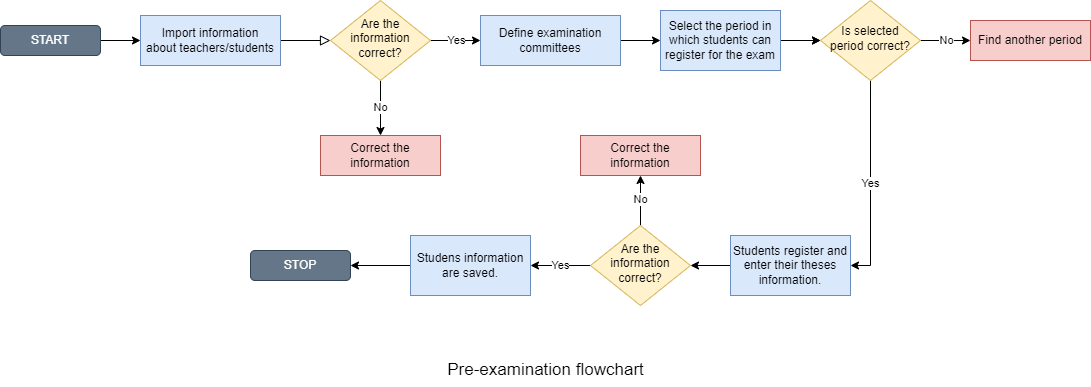 START
Import information
about teachers/students
Are the
information
correct?
Yes
Define examination
committees
Select the period in
which students can
register for the exam
Is selected
period correct?
No
Find another period
No
Correct the
information
Correct the
information
Yes
No
STOP
Studens information
are saved.
Yes
Are the
information
correct?
Students register and
enter their theses
information.
Pre-examination flowchart